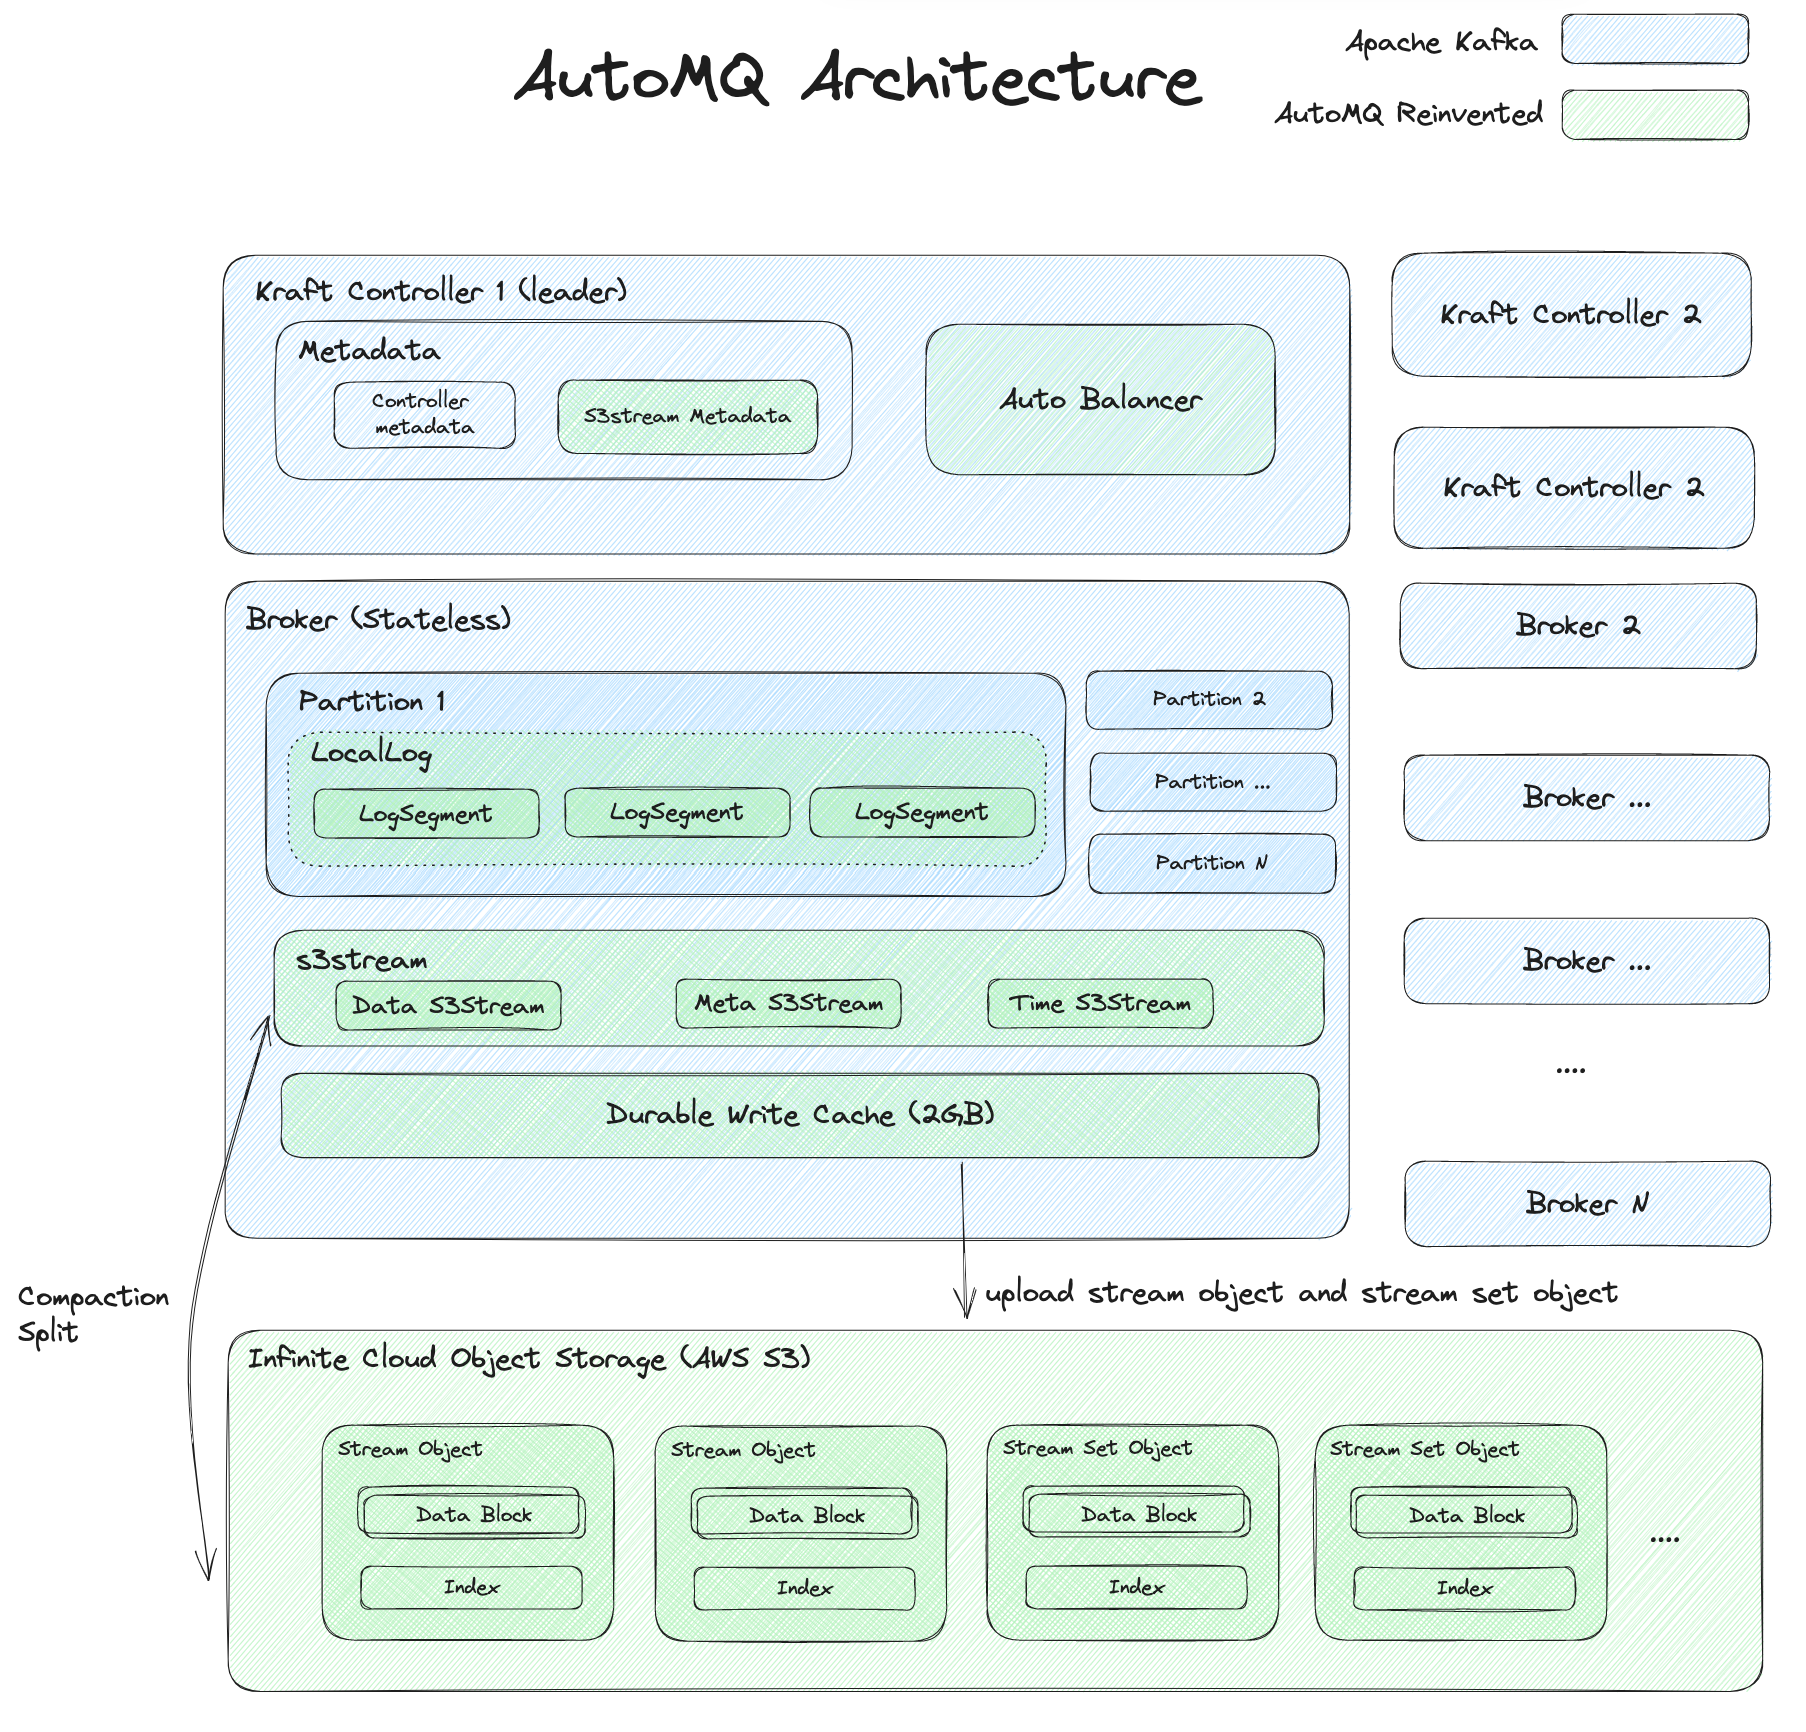 AutoMQ Architecture
Apache Kafka
AutoMQ Reinvented
Kraft Controller 1 (leader)
Metadata
Controller
metadata
S3stream Metadata
Auto Balancer
Kraft Controller 2
Kraft Controller 2
Broker (Stateless)
Partition 1
LocalLog
LogSegment
LogSegment
LogSegment
Partition 2
Partition ...
Partition N
s3stream
Data S3Stream
Meta S3Stream
Time S3Stream
Durable Write Cache (2GB)
Broker 2
Broker ...
Broker ...
....
Broker N
Compaction
Split
upload stream object and stream set object
Infinite Cloud Object Storage (AWS S3)
Stream Object
Data Block
Index
Stream Object
Data Block
Index
Stream Set Object
Data Block
Index
Stream Set Object
Data Block
Index
....